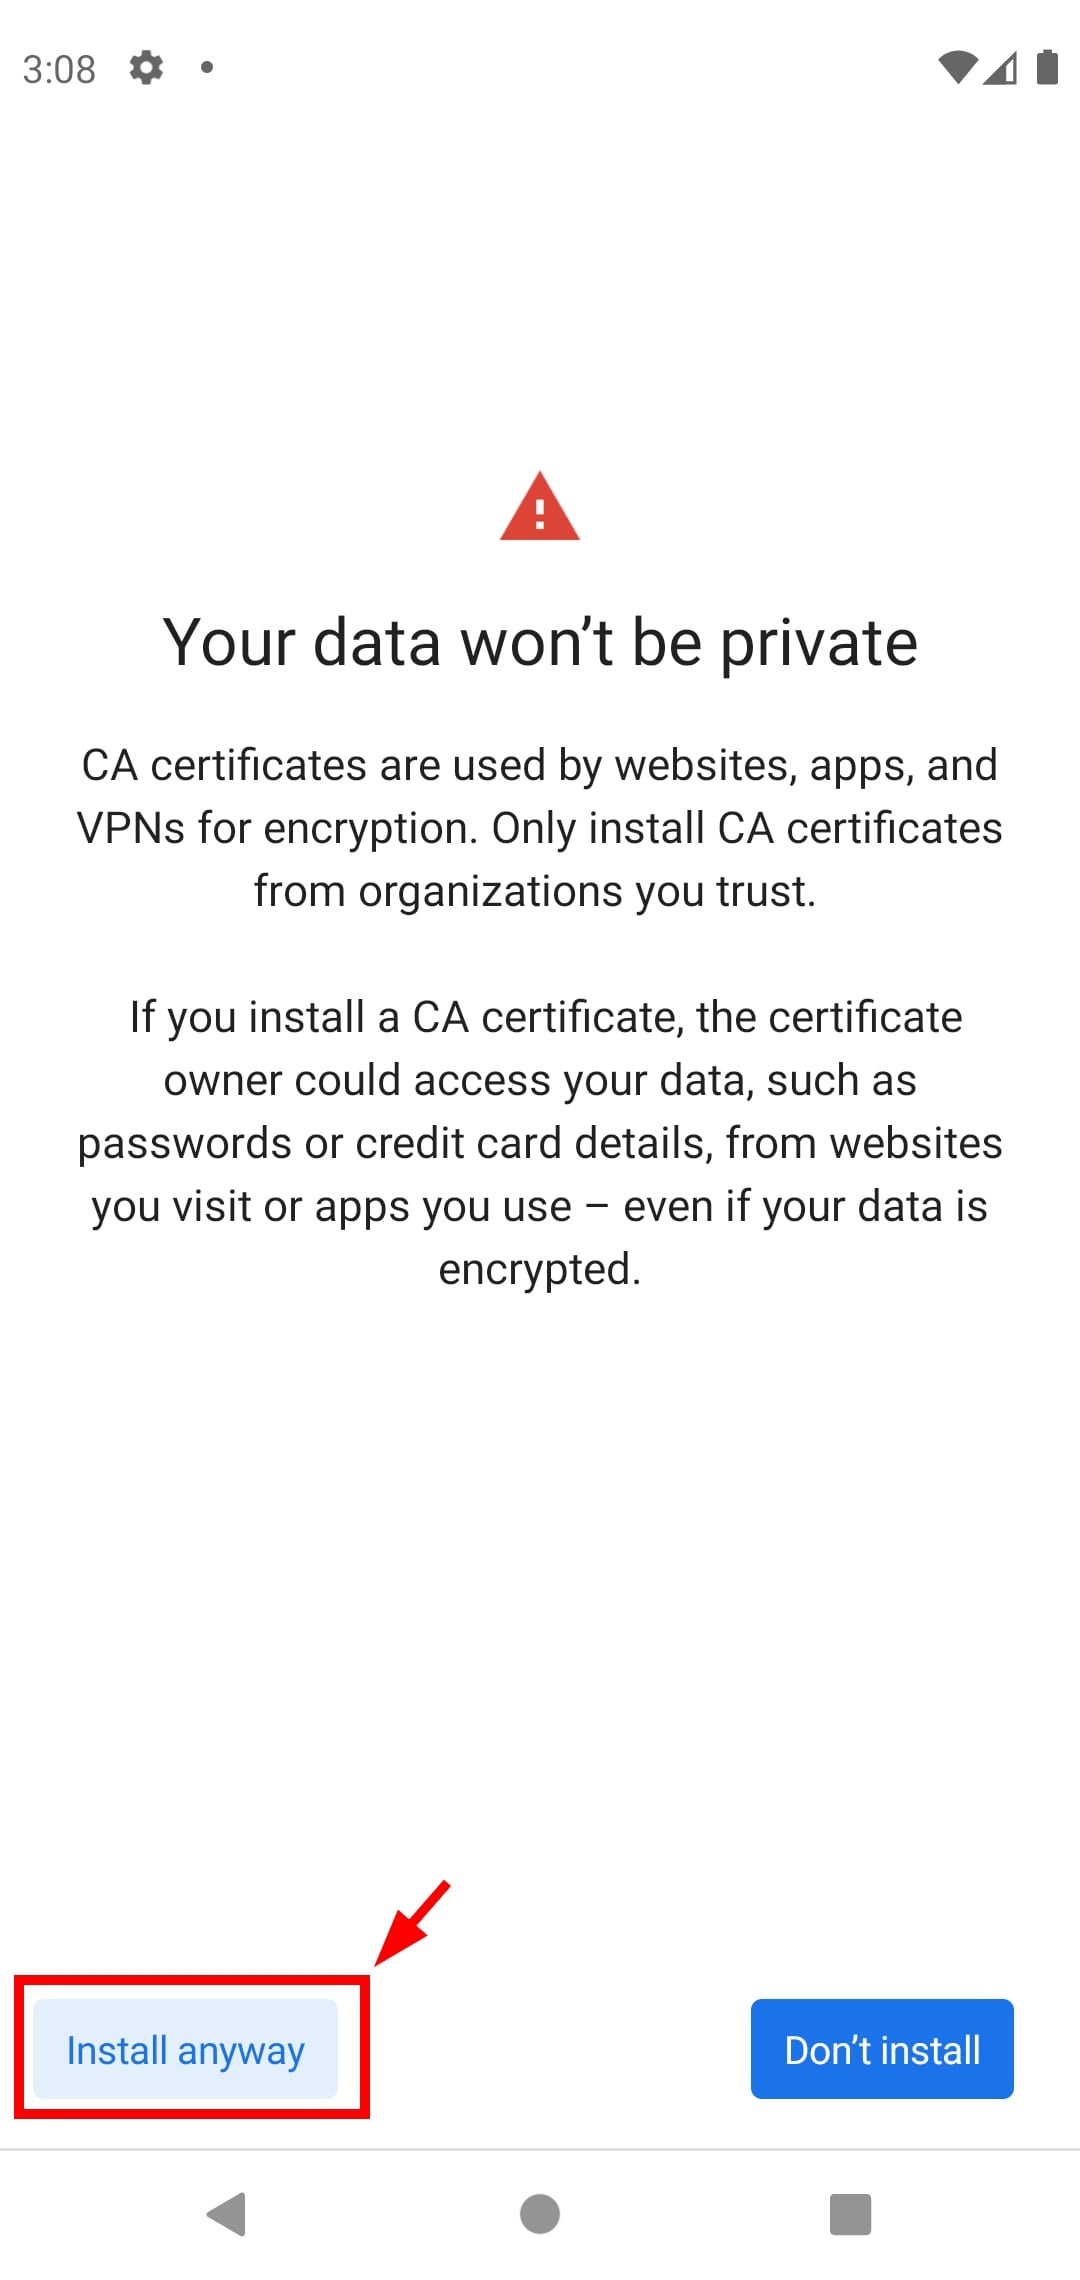 3:08
Your data won’t be private
CA certificates are used by websites, apps, and
VPNs for encryption. Only install CA certificates
from organizations you trust.
If you install a CA certificate, the certificate
owner could access your data, such as
passwords or credit card details, from websites
you visit or apps you use – even if your data is
encrypted.
Install anyway
Don’t install